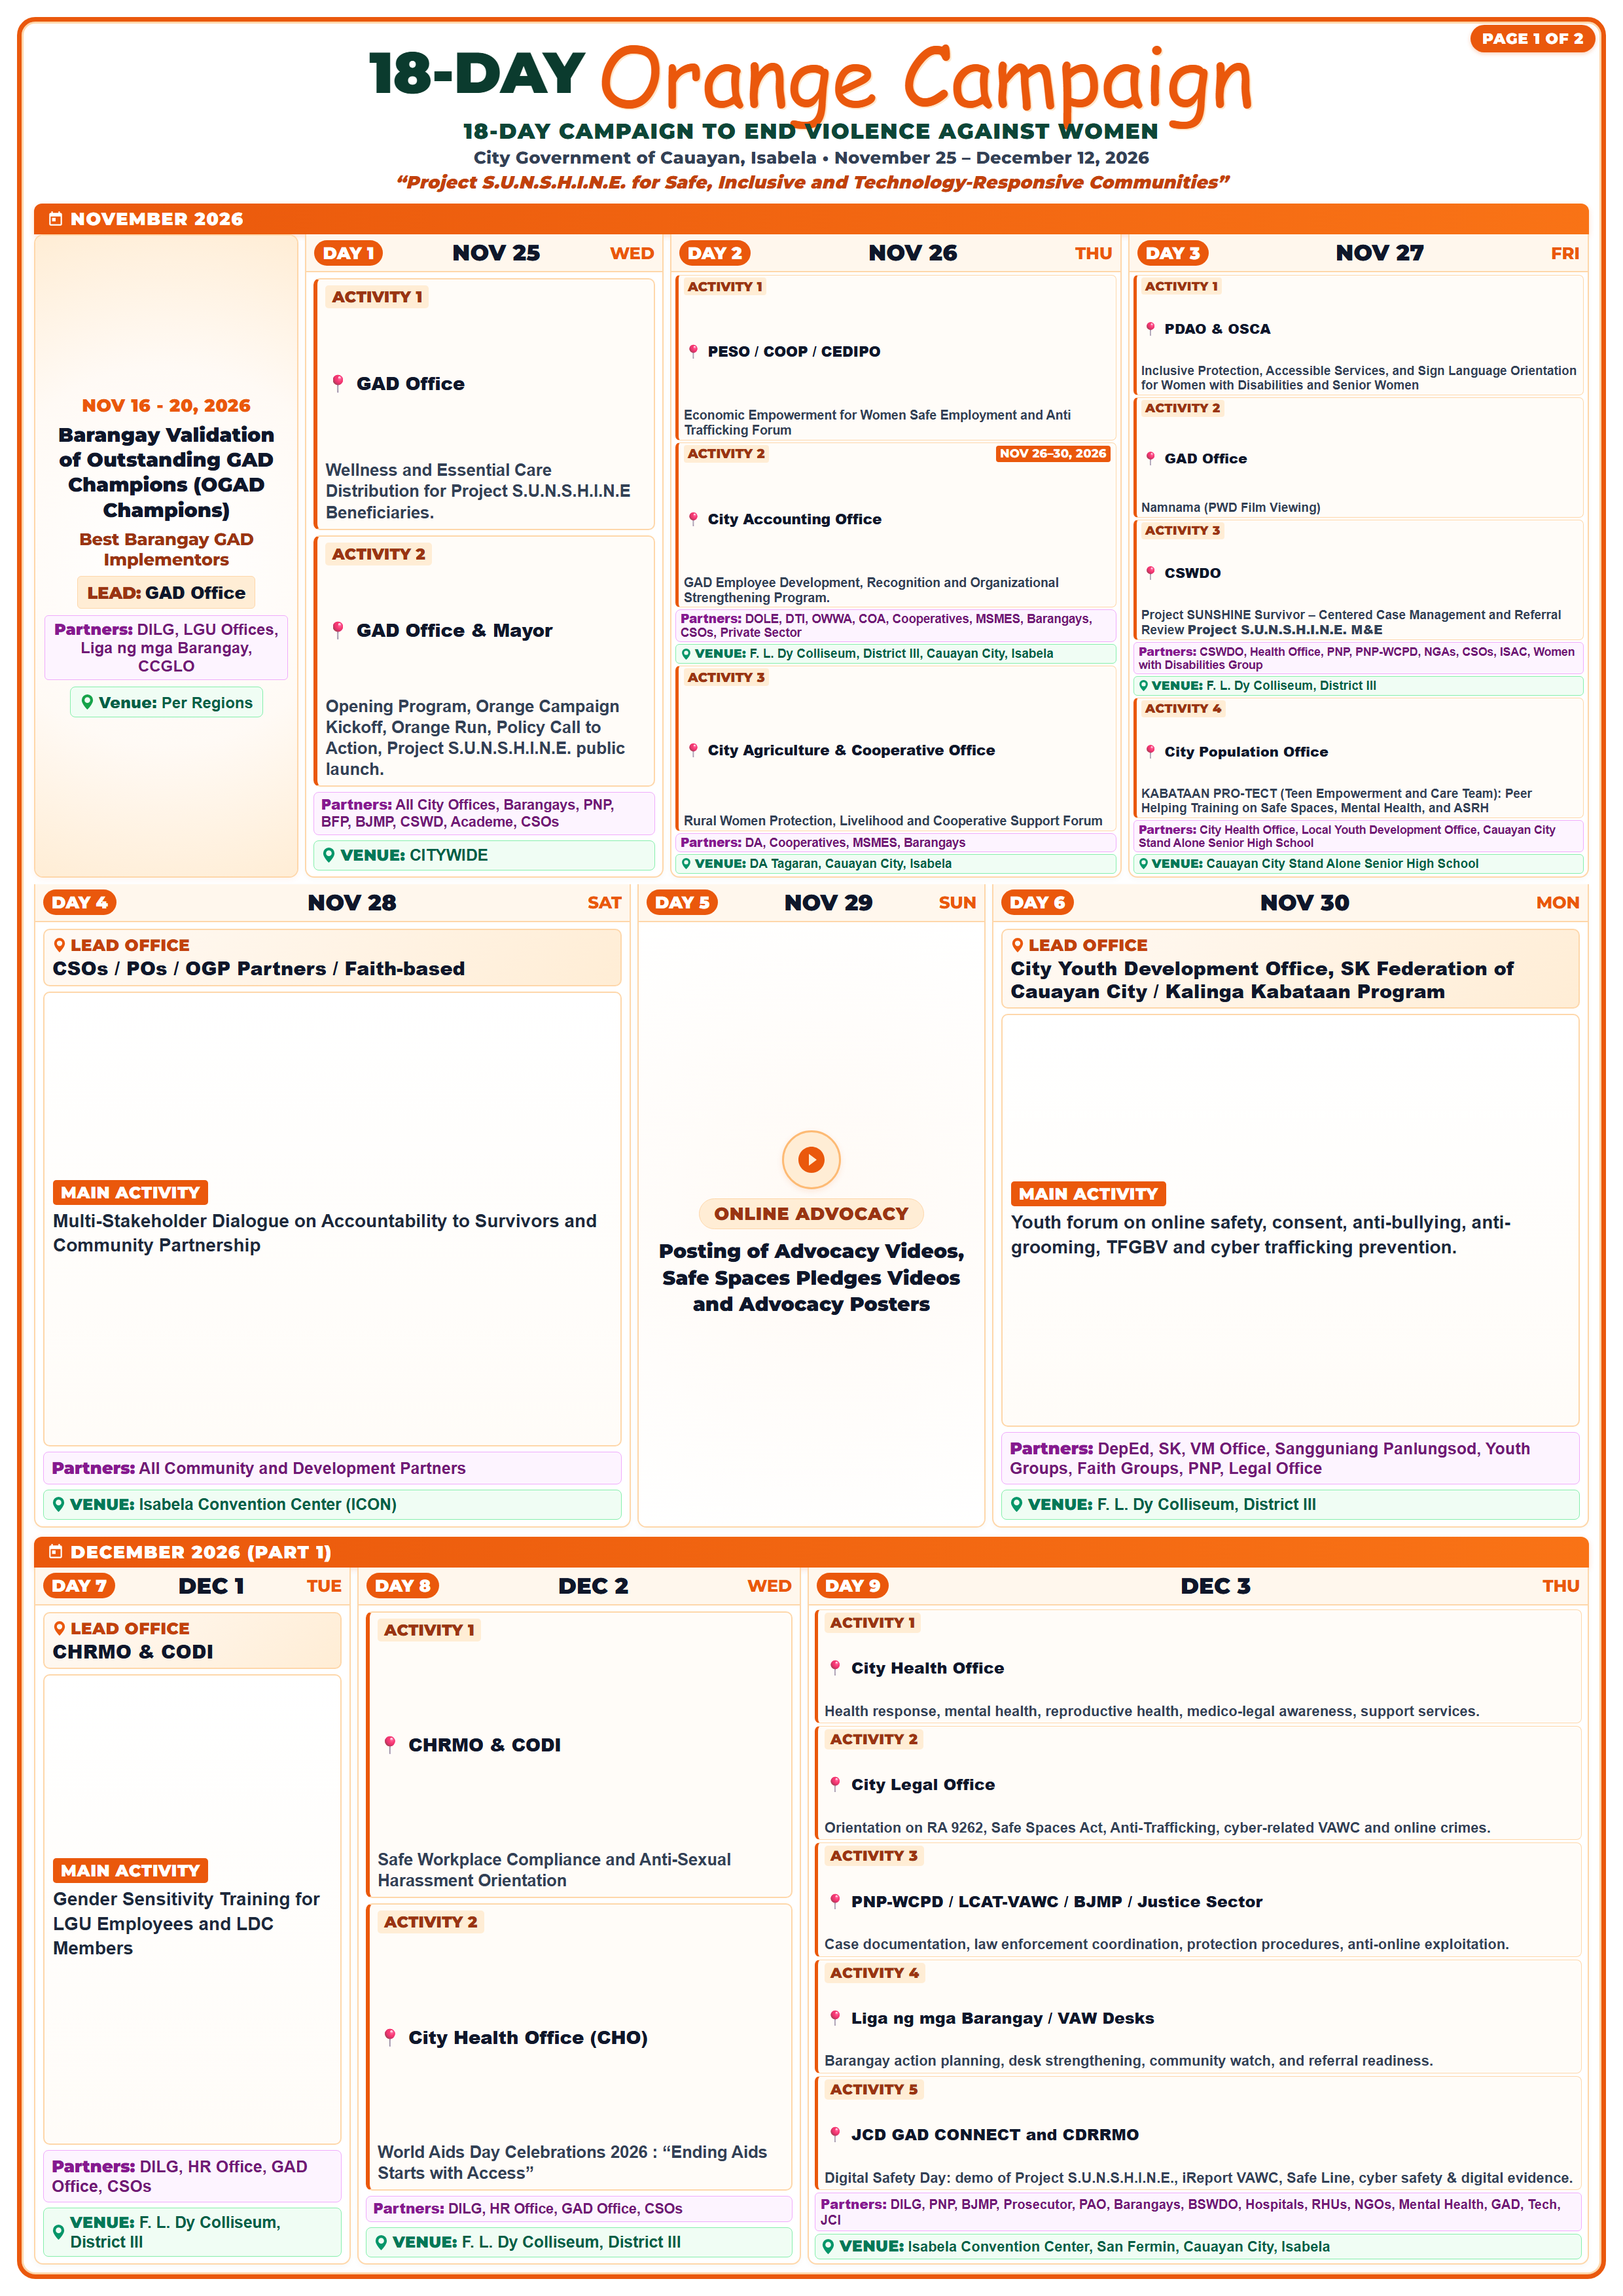 PAGE 1 OF 2
18-DAY Orange Campaign
18-DAY CAMPAIGN TO END VIOLENCE AGAINST WOMEN
City Government of Cauayan, Isabela • November 25 – December 12, 2026
“Project S.U.N.S.H.I.N.E. for Safe, Inclusive and Technology-Responsive Communities”
NOVEMBER 2026
NOV 16 - 20, 2026
Barangay Validation
of Outstanding GAD
Champions (OGAD
Champions)
Best Barangay GAD
Implementors
LEAD: GAD Office
Partners: DILG, LGU Offices,
Liga ng mga Barangay,
CCGLO
Venue: Per Regions
DAY 1 NOV 25 WED
ACTIVITY 1
GAD Office
Wellness and Essential Care
Distribution for Project S.U.N.S.H.I.N.E
Beneficiaries.
ACTIVITY 2
GAD Office & Mayor
Opening Program, Orange Campaign
Kickoff, Orange Run, Policy Call to
Action, Project S.U.N.S.H.I.N.E. public
launch.
Partners: All City Offices, Barangays, PNP,
BFP, BJMP, CSWD, Academe, CSOs
VENUE: CITYWIDE
DAY 2 NOV 26 THU
ACTIVITY 1
PESO / COOP / CEDIPO
Economic Empowerment for Women Safe Employment and Anti
Trafficking Forum
ACTIVITY 2 NOV 26–30, 2026
City Accounting Office
GAD Employee Development, Recognition and Organizational
Strengthening Program.
Partners: DOLE, DTI, OWWA, COA, Cooperatives, MSMES, Barangays,
CSOs, Private Sector
VENUE: F. L. Dy Colliseum, District III, Cauayan City, Isabela
ACTIVITY 3
City Agriculture & Cooperative Office
Rural Women Protection, Livelihood and Cooperative Support Forum
Partners: DA, Cooperatives, MSMES, Barangays
VENUE: DA Tagaran, Cauayan City, Isabela
DAY 3 NOV 27 FRI
ACTIVITY 1
PDAO & OSCA
Inclusive Protection, Accessible Services, and Sign Language Orientation
for Women with Disabilities and Senior Women
ACTIVITY 2
GAD Office
Namnama (PWD Film Viewing)
ACTIVITY 3
CSWDO
Project SUNSHINE Survivor – Centered Case Management and Referral
Review Project S.U.N.S.H.I.N.E. M&E
Partners: CSWDO, Health Office, PNP, PNP-WCPD, NGAs, CSOs, ISAC, Women
with Disabilities Group
VENUE: F. L. Dy Colliseum, District III
ACTIVITY 4
City Population Office
KABATAAN PRO-TECT (Teen Empowerment and Care Team): Peer
Helping Training on Safe Spaces, Mental Health, and ASRH
Partners: City Health Office, Local Youth Development Office, Cauayan City
Stand Alone Senior High School
VENUE: Cauayan City Stand Alone Senior High School
DAY 4 NOV 28 SAT
LEAD OFFICE
CSOs / POs / OGP Partners / Faith-based
MAIN ACTIVITY
Multi-Stakeholder Dialogue on Accountability to Survivors and
Community Partnership
Partners: All Community and Development Partners
VENUE: Isabela Convention Center (ICON)
DAY 5 NOV 29 SUN
ONLINE ADVOCACY
Posting of Advocacy Videos,
Safe Spaces Pledges Videos
and Advocacy Posters
DAY 6 NOV 30 MON
LEAD OFFICE
City Youth Development Office, SK Federation of
Cauayan City / Kalinga Kabataan Program
MAIN ACTIVITY
Youth forum on online safety, consent, anti-bullying, anti-
grooming, TFGBV and cyber trafficking prevention.
Partners: DepEd, SK, VM Office, Sangguniang Panlungsod, Youth
Groups, Faith Groups, PNP, Legal Office
VENUE: F. L. Dy Colliseum, District III
DECEMBER 2026 (PART 1)
DAY 7 DEC 1 TUE
LEAD OFFICE
CHRMO & CODI
MAIN ACTIVITY
Gender Sensitivity Training for
LGU Employees and LDC
Members
Partners: DILG, HR Office, GAD
Office, CSOs
VENUE: F. L. Dy Colliseum,
District III
DAY 8 DEC 2 WED
ACTIVITY 1
CHRMO & CODI
Safe Workplace Compliance and Anti-Sexual
Harassment Orientation
ACTIVITY 2
City Health Office (CHO)
World Aids Day Celebrations 2026 : “Ending Aids
Starts with Access”
Partners: DILG, HR Office, GAD Office, CSOs
VENUE: F. L. Dy Colliseum, District III
DAY 9 DEC 3 THU
ACTIVITY 1
City Health Office
Health response, mental health, reproductive health, medico-legal awareness, support services.
ACTIVITY 2
City Legal Office
Orientation on RA 9262, Safe Spaces Act, Anti-Trafficking, cyber-related VAWC and online crimes.
ACTIVITY 3
PNP-WCPD / LCAT-VAWC / BJMP / Justice Sector
Case documentation, law enforcement coordination, protection procedures, anti-online exploitation.
ACTIVITY 4
Liga ng mga Barangay / VAW Desks
Barangay action planning, desk strengthening, community watch, and referral readiness.
ACTIVITY 5
JCD GAD CONNECT and CDRRMO
Digital Safety Day: demo of Project S.U.N.S.H.I.N.E., iReport VAWC, Safe Line, cyber safety & digital evidence.
Partners: DILG, PNP, BJMP, Prosecutor, PAO, Barangays, BSWDO, Hospitals, RHUs, NGOs, Mental Health, GAD, Tech,
JCI
VENUE: Isabela Convention Center, San Fermin, Cauayan City, Isabela